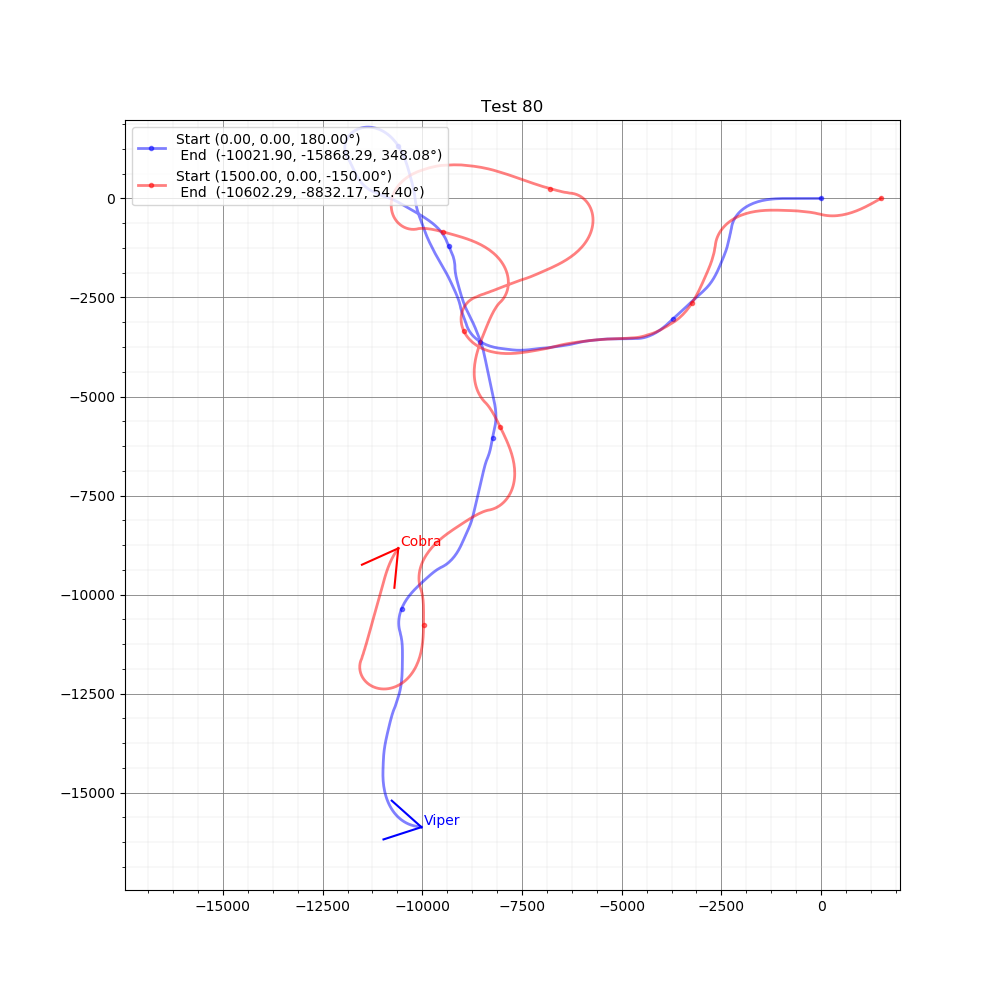 Test 80
Start (0.00, 0.00, 180.00°)
End  (-10021.90, -15868.29, 348.08°)
Start (1500.00, 0.00, -150.00°)
End  (-10602.29, -8832.17, 54.40°)
0
−2500
−5000
−7500
−10000
−12500
−15000
Cobra
Viper
−15000 −12500 −10000 −7500 −5000 −2500 0